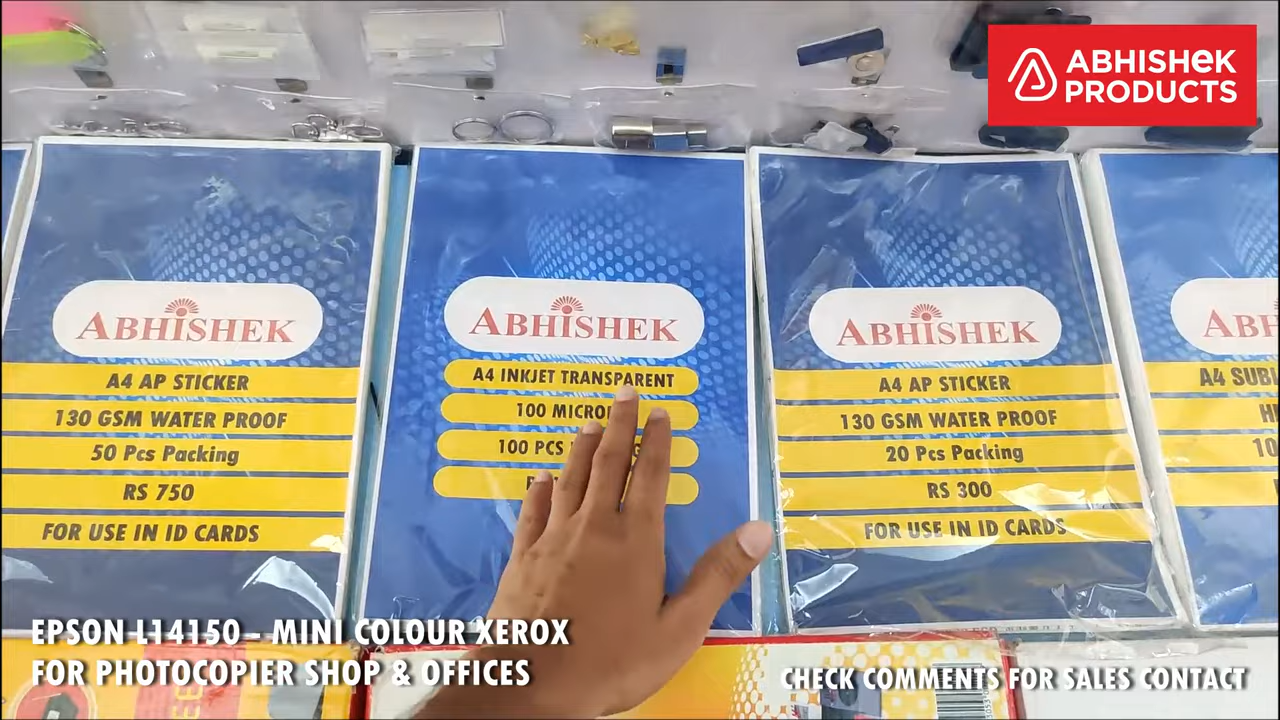 ABHISHEK
PRODUCTS
ABHISHEK
A4 AP STICKER
130 GSM WATER PROOF
50 Pcs Packing
RS 750
FOR USE IN ID CARDS
ABHISHEK
A4 INKJET TRANSPARENT
100 MICRO
100 PCS
ABHISHEK
A4 AP STICKER
130 GSM WATER PROOF
20 Pcs Packing
RS 300
FOR USE IN ID CARDS
AB
A4 SUBL
H
10
EPSON L14150 - MINI COLOUR XEROX
FOR PHOTOCOPIER SHOP & OFFICES
CHECK COMMENTS FOR SALES CONTACT